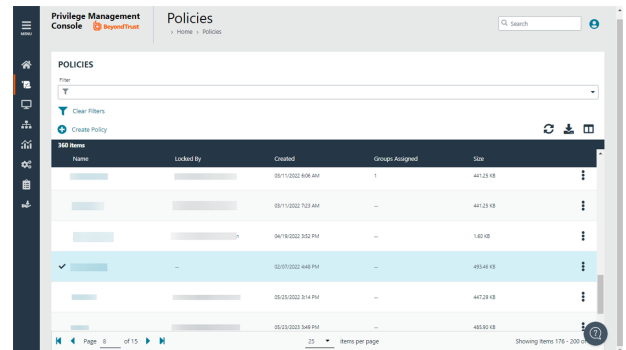 Privilege Management
Console BeyondTrust
Policies
> Home > Policies
Search
MENU
POLICIES
Filter
Clear Filters
Create Policy
360 items
Name Locked By Created Groups Assigned Size
03/11/2022 6:06 AM 1 441.25 KB
03/11/2022 7:23 AM -- 441.25 KB
04/19/2022 3:52 PM -- 1.80 KB
-- 02/07/2022 4:48 PM -- 493.46 KB
05/25/2022 3:14 PM -- 447.29 KB
05/23/2023 3:49 PM -- 485.90 KB
Page 8 of 15 25 items per page Showing items 176 - 200 of